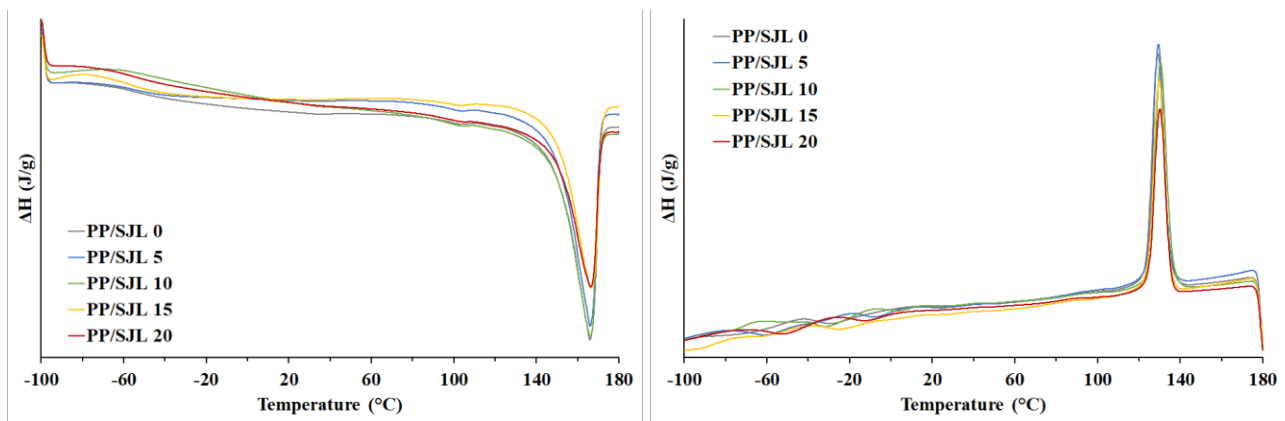 ΔH (J/g)
PP/SJL 0
PP/SJL 5
PP/SJL 10
PP/SJL 15
PP/SJL 20
-100 -60 -20 20 60 100 140 180
Temperature (°C)
ΔH (J/g)
PP/SJL 0
PP/SJL 5
PP/SJL 10
PP/SJL 15
PP/SJL 20
-100 -60 -20 20 60 100 140 180
Temperature (°C)